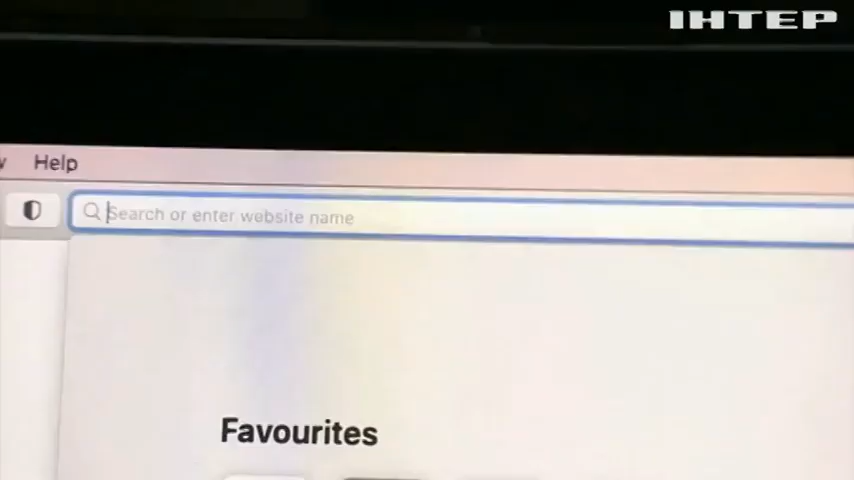 ІНТЕР
Help
Search or enter website name
Favourites